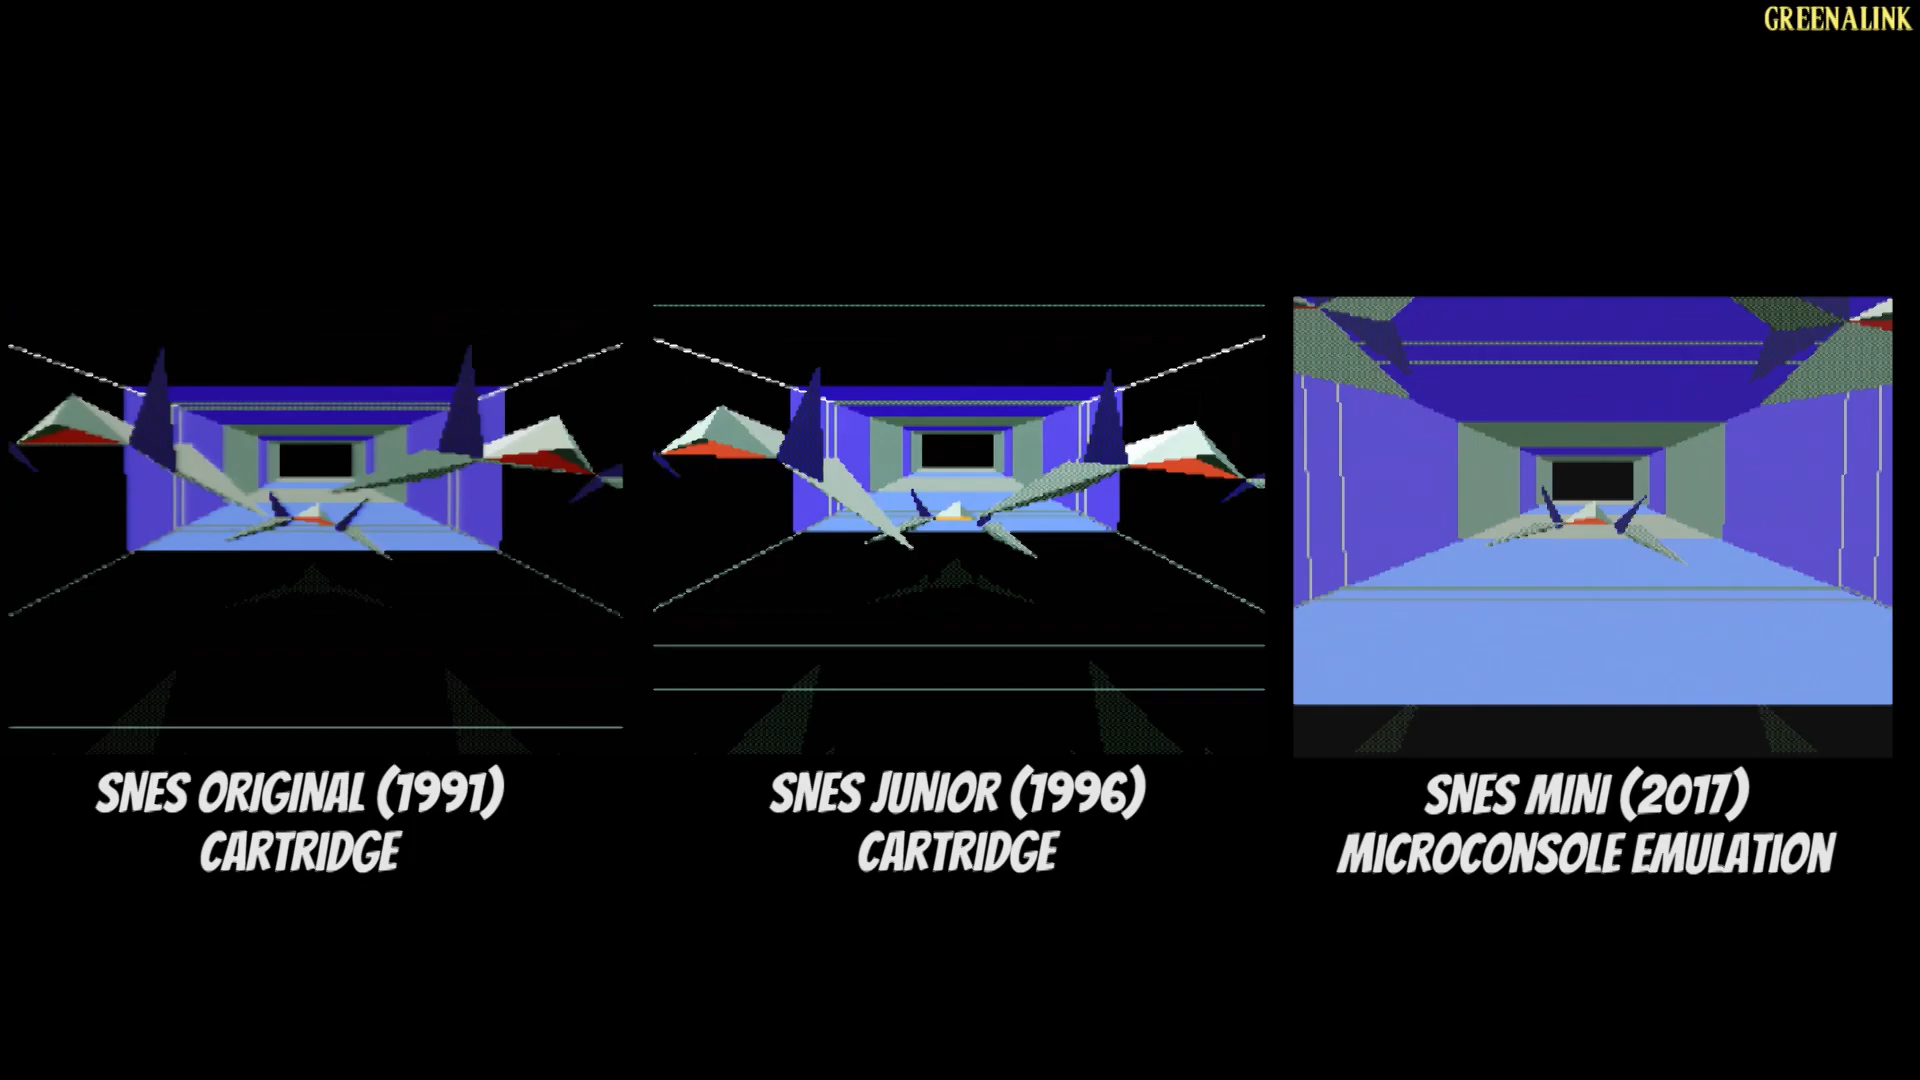 GREENALINK
SNES ORIGINAL (1991)
CARTRIDGE
SNES JUNIOR (1996)
CARTRIDGE
SNES MINI (2017)
MICROCONSOLE EMULATION